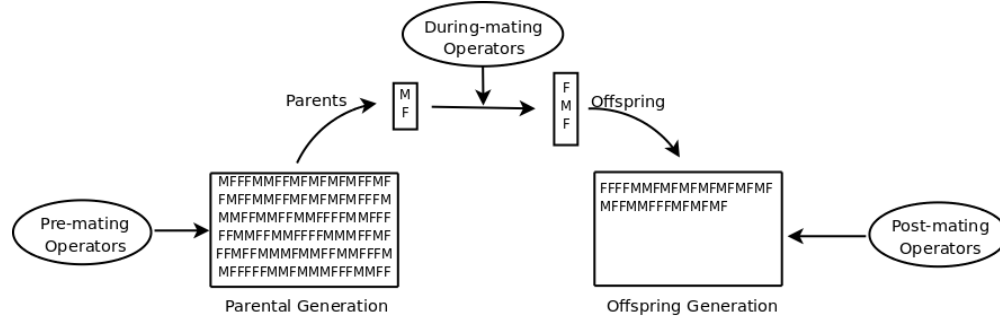 During-mating
Operators
Parents
M
F
F
M
F
Offspring
MFFFMMFFMFMFMFMFFMF
FMFFMMFFMFMFMFMFFFM
MMFFMMFFMMFFFFMMFFF
FFMMFFMMFFFFMMMFFMF
FFMFFMMMFMMFFMMFFFM
MFFFFFMMFMMMFFFMMFF
Pre-mating
Operators
Parental Generation
FFFFMMFMFMFMFMFMFMF
MFFMMFFFMFMFMF
Post-mating
Operators
Offspring Generation